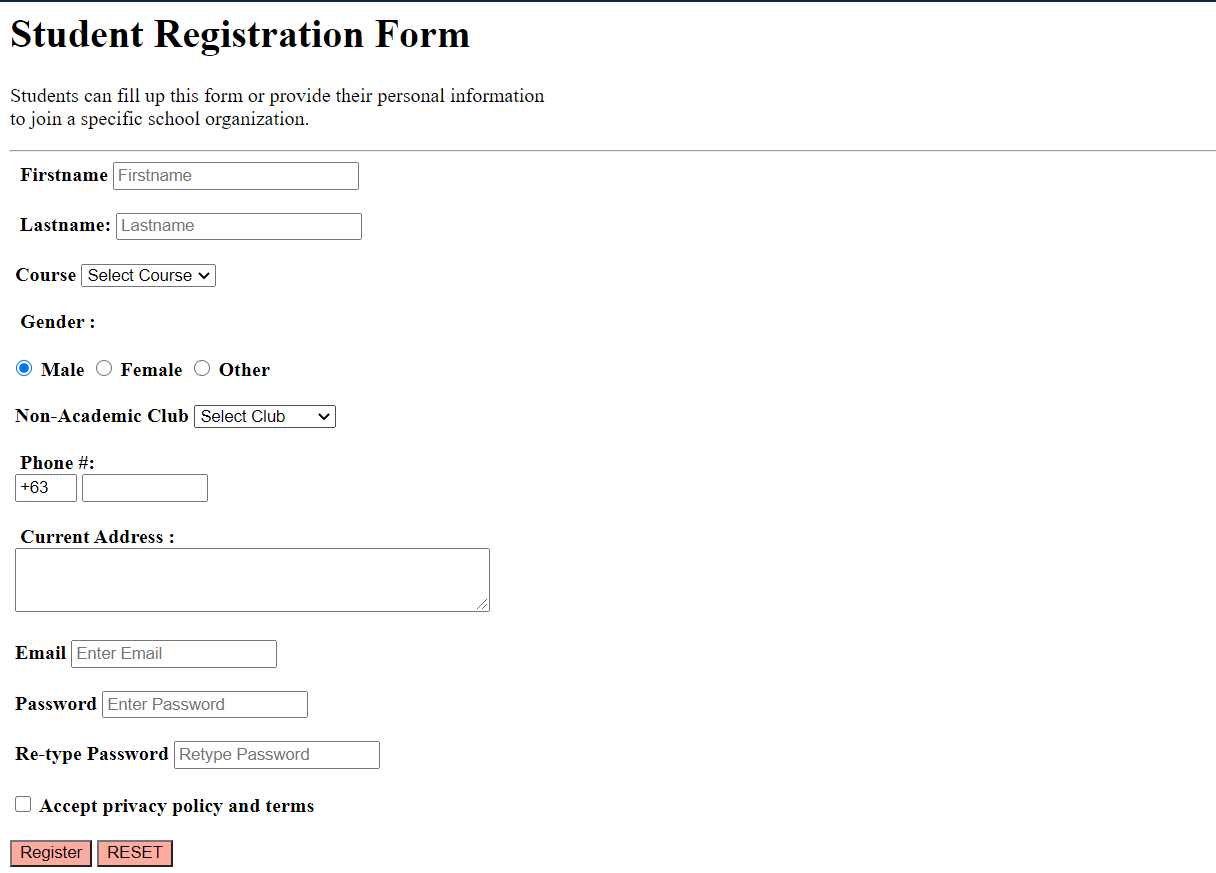 Student Registration Form
Students can fill up this form or provide their personal information
to join a specific school organization.
Firstname Firstname
Lastname: Lastname
Course Select Course
Gender :
Male Female Other
Non-Academic Club Select Club
Phone #:
+63
Current Address :
Email Enter Email
Password Enter Password
Re-type Password Retype Password
Accept privacy policy and terms
Register RESET